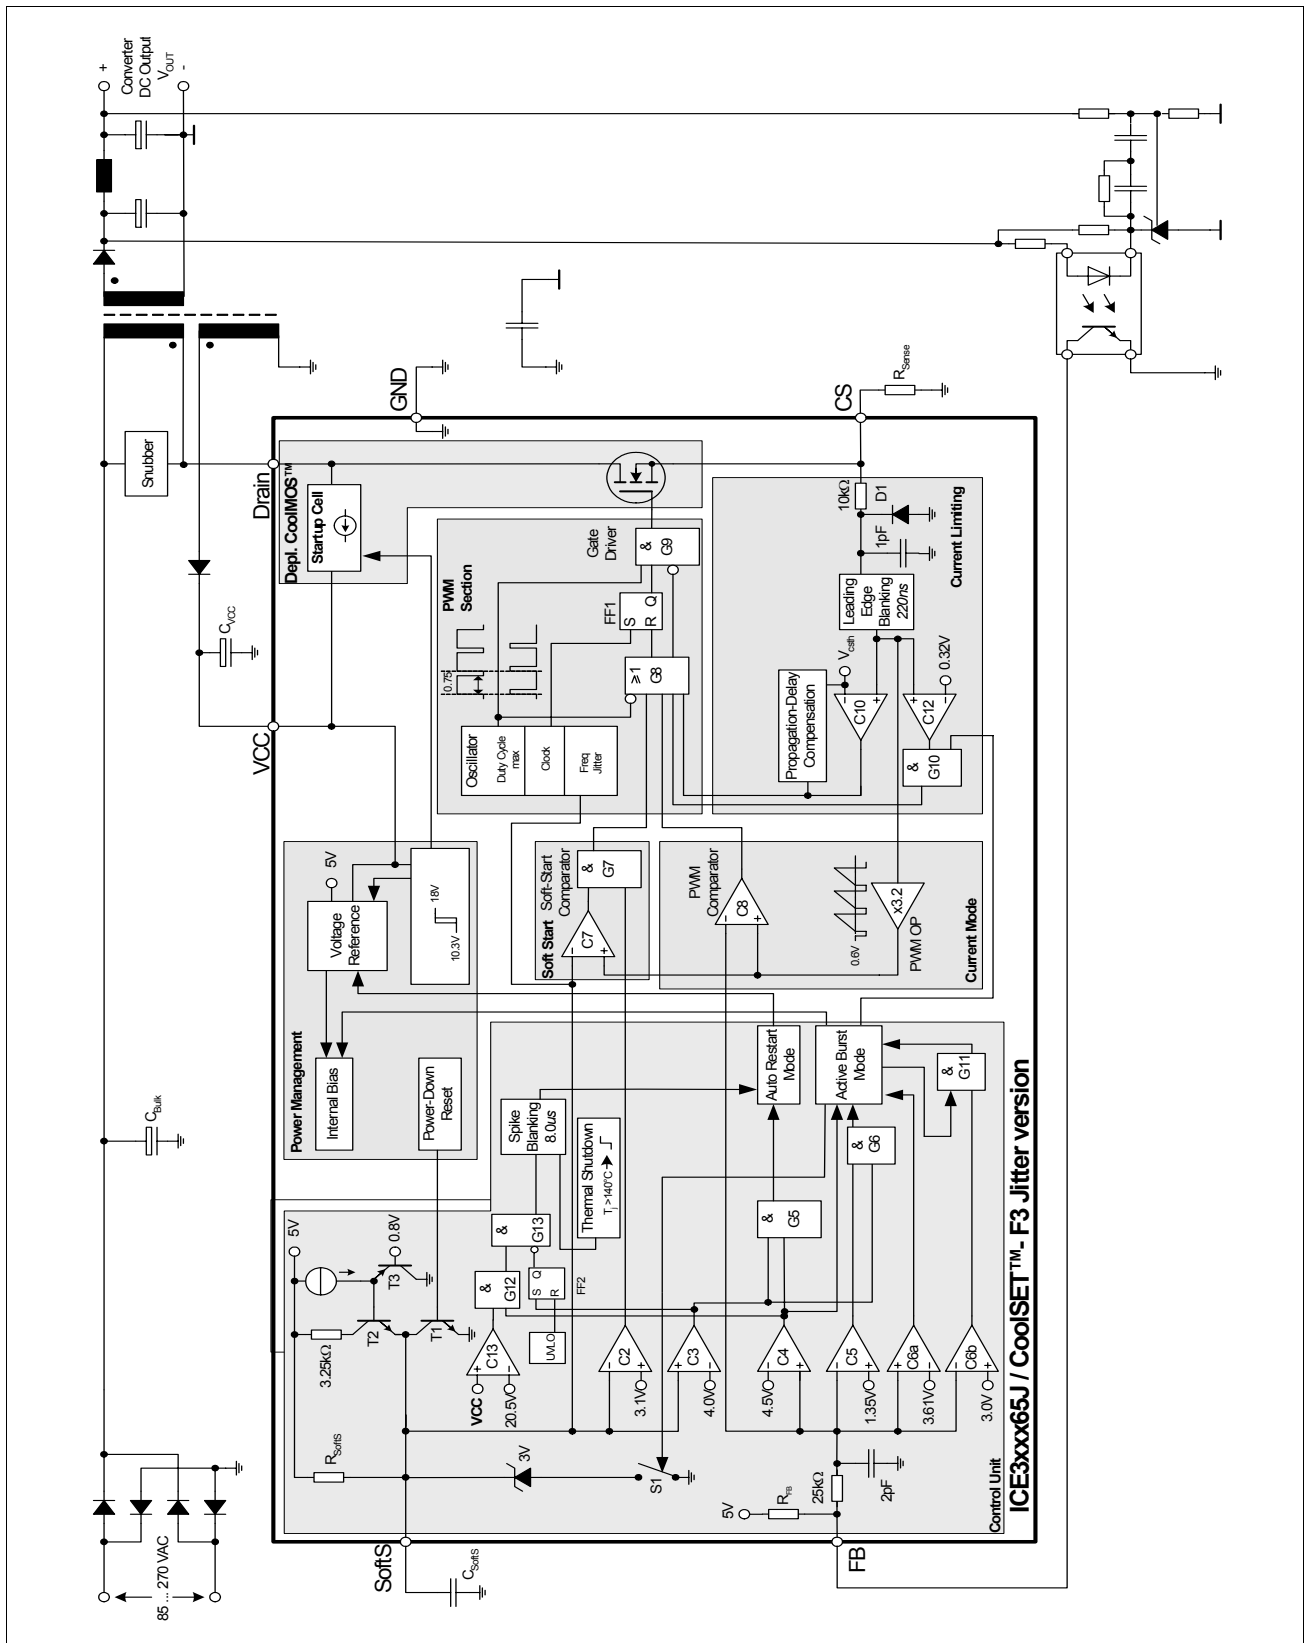 +
Converter
DC Output
V_OUT
-
Snubber
C_VCC
C_Bulk
85 ... 270 VAC
Drain
GND
CS
R_Sense
VCC
SoftS
C_SoftS
FB
Depl. CoolMOS™
Startup Cell
PWM
Section
0.75
Oscillator
Duty Cycle
max
Clock
Freq
Jitter
Gate
Driver
&
G9
FF1
S
R
Q
≥1
G8
10kΩ
D1
1pF
Current Limiting
Leading
Edge
Blanking
220ns
Propagation-Delay
Compensation
V_csth
-
+
C10
+
-
C12
0.32V
&
G10
Power Management
5V
Voltage
Reference
18V
10.3V
Internal Bias
Power-Down
Reset
Soft Start
Soft-Start
Comparator
&
G7
C7
-
+
PWM
Comparator
C8
-
+
0.6V
x3.2
PWM OP
Current Mode
Auto Restart
Mode
Active Burst
Mode
&
G11
Spike
Blanking
8.0us
Thermal Shutdown
Tj >140°C
&
G5
&
G6
&
G13
&
G12
S
Q
R
FF2
UVLO
5V
3.25kΩ
T2
T3
0.8V
T1
R_SoftS
VCC
20.5V
+
-
C13
3V
S1
3.1V
-
+
C2
4.0V
+
-
C3
4.5V
-
+
C4
1.35V
-
+
C5
3.61V
+
-
C6a
3.0V
-
+
C6b
5V
R_FB
25kΩ
2pF
Control Unit
ICE3xxx65J / CoolSET™- F3 Jitter version